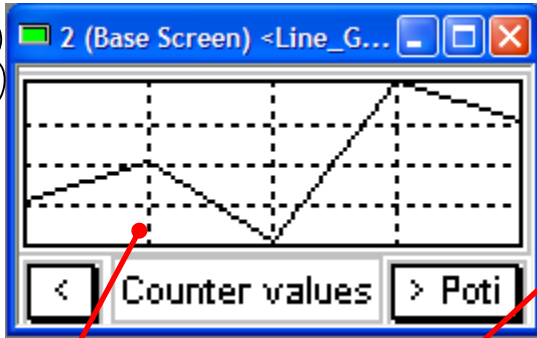 2 (Base Screen) <Line_G...
< Counter values > Poti